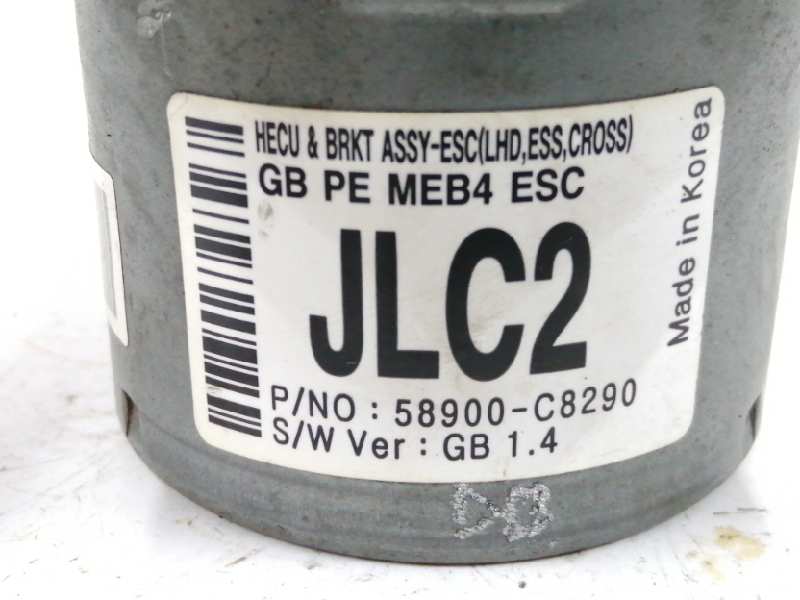 HECU & BRKT ASSY-ESC(LHD,ESS,CROSS)
GB PE MEB4 ESC
JLC2
P/NO : 58900-C8290
S/W Ver : GB 1.4
Made in Korea